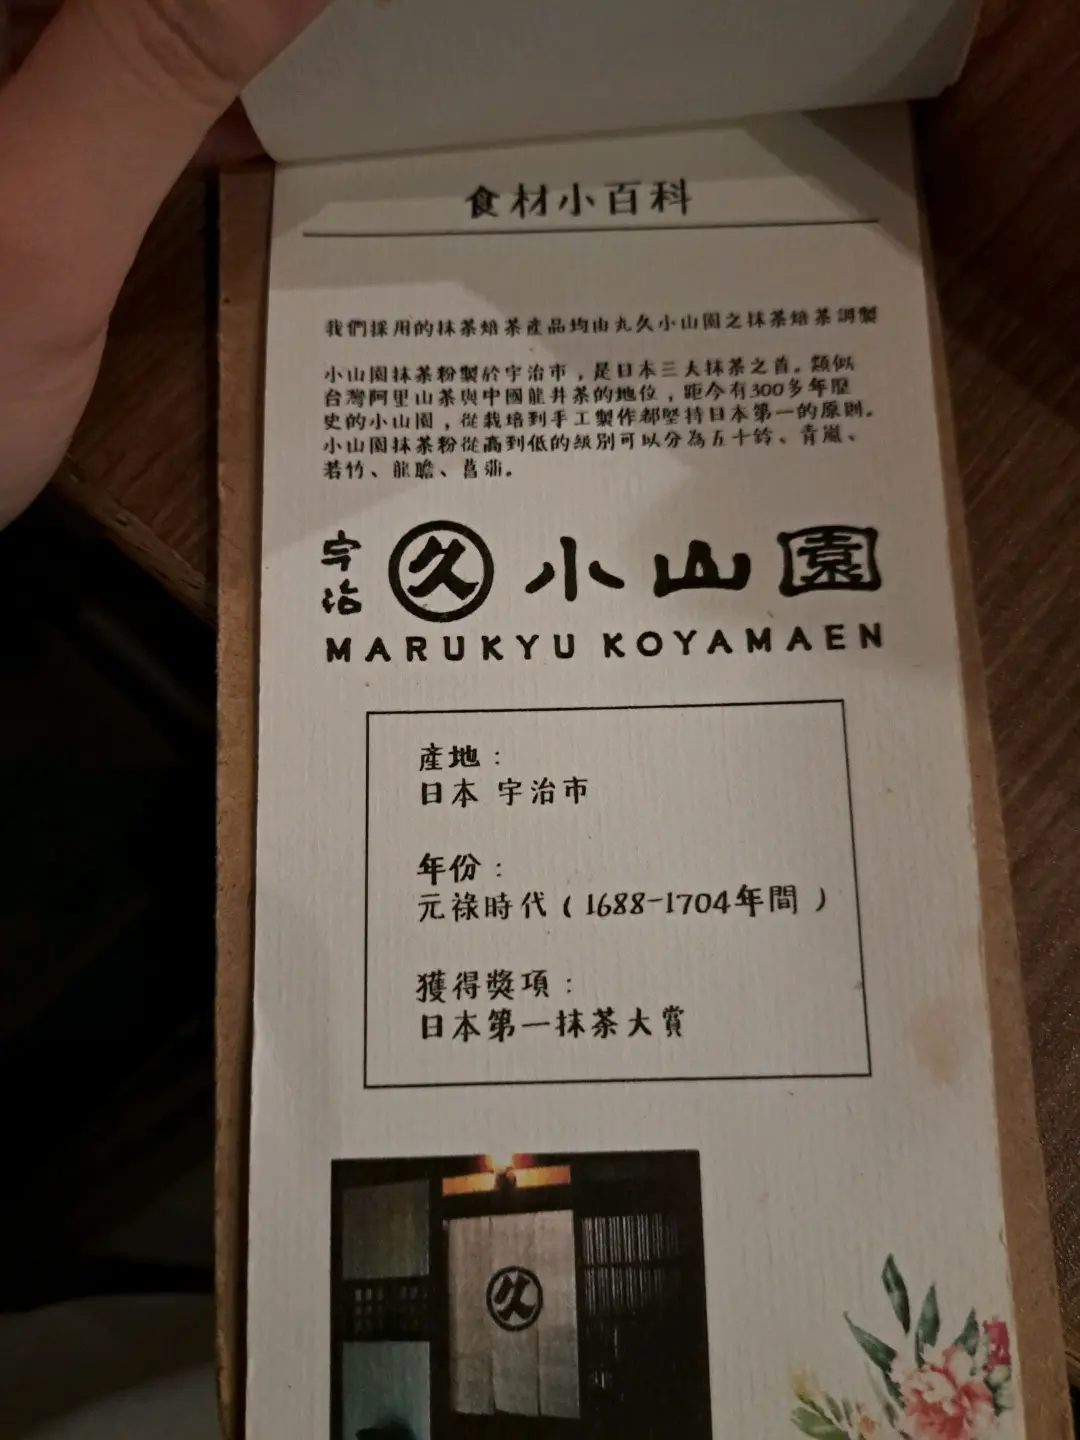 食材小百科
我們採用的抹茶焙茶產品均由丸久小山園之抹茶焙茶調製
小山園抹茶粉製於宇治市，是日本三大抹茶之首。類似
台灣阿里山茶與中國龍井茶的地位，距今有300多年歷
史的小山園，從栽培到手工製作都堅持日本第一的原則。
小山園抹茶粉從高到低的級別可以分為五十鈴、青嵐、
若竹、龍瞻、菖蒲。
宇治 久 小山園
MARUKYU KOYAMAEN
產地：
日本 宇治市
年份：
元祿時代（1688-1704年間）
獲得獎項：
日本第一抹茶大賞
久